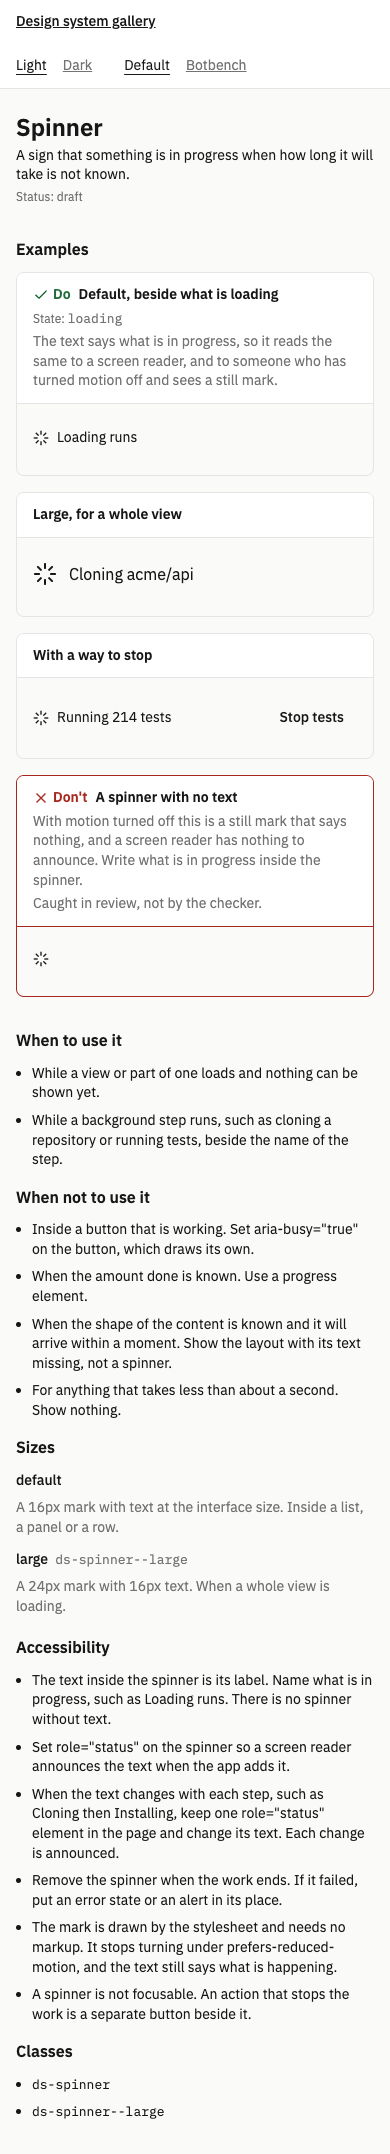 Design system gallery
Light Dark Default Botbench
Spinner
A sign that something is in progress when how long it will
take is not known.
Status: draft
Examples
Do Default, beside what is loading
State: loading
The text says what is in progress, so it reads the
same to a screen reader, and to someone who has
turned motion off and sees a still mark.
Loading runs
Large, for a whole view
Cloning acme/api
With a way to stop
Running 214 tests Stop tests
Don't A spinner with no text
With motion turned off this is a still mark that says
nothing, and a screen reader has nothing to
announce. Write what is in progress inside the
spinner.
Caught in review, not by the checker.
When to use it
• While a view or part of one loads and nothing can be
shown yet.
• While a background step runs, such as cloning a
repository or running tests, beside the name of the
step.
When not to use it
• Inside a button that is working. Set aria-busy="true"
on the button, which draws its own.
• When the amount done is known. Use a progress
element.
• When the shape of the content is known and it will
arrive within a moment. Show the layout with its text
missing, not a spinner.
• For anything that takes less than about a second.
Show nothing.
Sizes
default
A 16px mark with text at the interface size. Inside a list,
a panel or a row.
large ds-spinner--large
A 24px mark with 16px text. When a whole view is
loading.
Accessibility
• The text inside the spinner is its label. Name what is in
progress, such as Loading runs. There is no spinner
without text.
• Set role="status" on the spinner so a screen reader
announces the text when the app adds it.
• When the text changes with each step, such as
Cloning then Installing, keep one role="status"
element in the page and change its text. Each change
is announced.
• Remove the spinner when the work ends. If it failed,
put an error state or an alert in its place.
• The mark is drawn by the stylesheet and needs no
markup. It stops turning under prefers-reduced-
motion, and the text still says what is happening.
• A spinner is not focusable. An action that stops the
work is a separate button beside it.
Classes
• ds-spinner
• ds-spinner--large